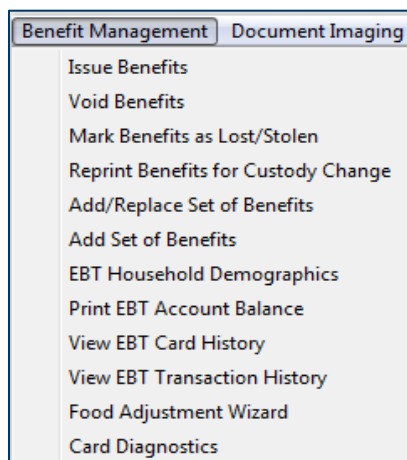 Benefit Management Document Imaging
Issue Benefits
Void Benefits
Mark Benefits as Lost/Stolen
Reprint Benefits for Custody Change
Add/Replace Set of Benefits
Add Set of Benefits
EBT Household Demographics
Print EBT Account Balance
View EBT Card History
View EBT Transaction History
Food Adjustment Wizard
Card Diagnostics